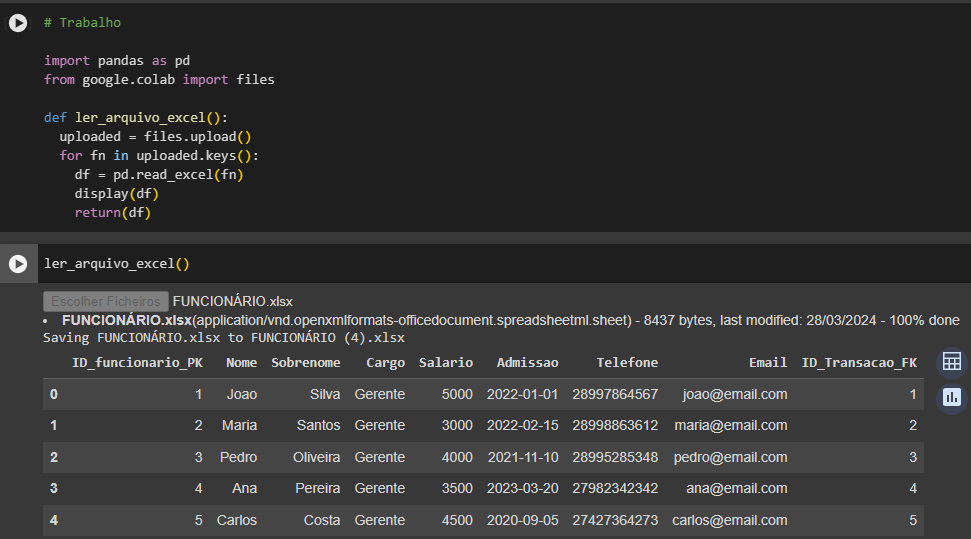 # Trabalho
import pandas as pd
from google.colab import files
def ler_arquivo_excel():
uploaded = files.upload()
for fn in uploaded.keys():
df = pd.read_excel(fn)
display(df)
return(df)
ler_arquivo_excel()
Escolher Ficheiros FUNCIONÁRIO.xlsx
• FUNCIONÁRIO.xlsx(application/vnd.openxmlformats-officedocument.spreadsheetml.sheet) - 8437 bytes, last modified: 28/03/2024 - 100% done
Saving FUNCIONÁRIO.xlsx to FUNCIONÁRIO (4).xlsx
ID_funcionario_PK Nome Sobrenome Cargo Salario Admissao Telefone Email ID_Transacao_FK
0 1 Joao Silva Gerente 5000 2022-01-01 28997864567 joao@email.com 1
1 2 Maria Santos Gerente 3000 2022-02-15 28998863612 maria@email.com 2
2 3 Pedro Oliveira Gerente 4000 2021-11-10 28995285348 pedro@email.com 3
3 4 Ana Pereira Gerente 3500 2023-03-20 27982342342 ana@email.com 4
4 5 Carlos Costa Gerente 4500 2020-09-05 27427364273 carlos@email.com 5